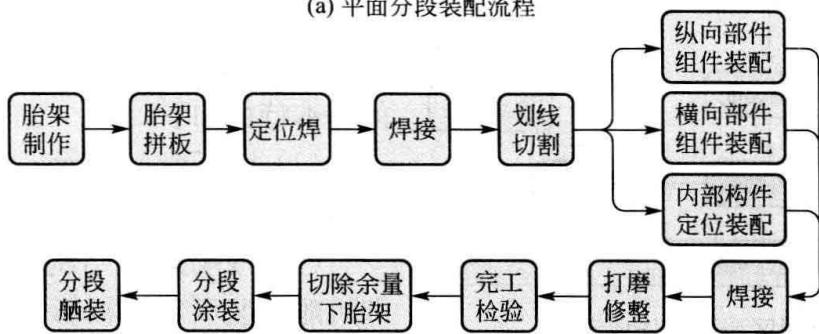 (a) 平面分段装配流程
纵向部件
组件装配
胎架
制作
胎架
拼板
定位焊
焊接
划线
切割
横向部件
组件装配
内部构件
定位装配
分段
舾装
分段
涂装
切除余量
下胎架
完工
检验
打磨
修整
焊接